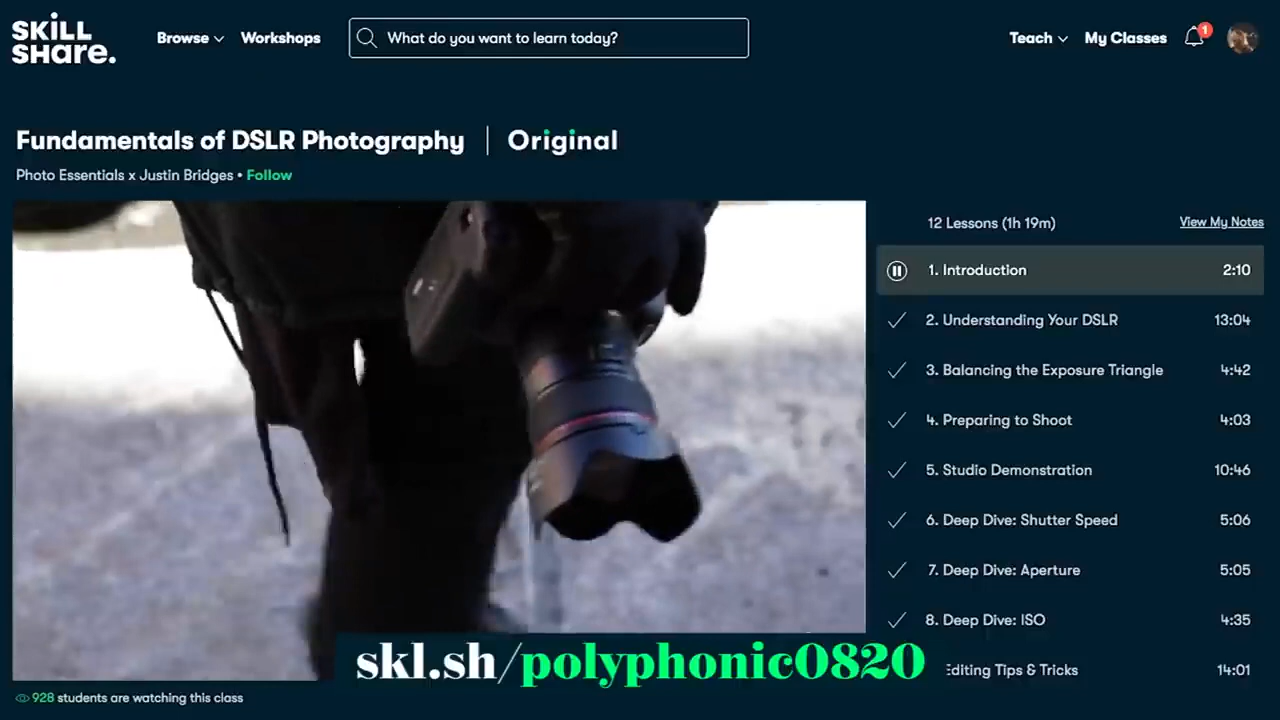 SKILL
SHare.
Browse
Workshops
What do you want to learn today?
Teach
My Classes
1
Fundamentals of DSLR Photography | Original
Photo Essentials x Justin Bridges • Follow
12 Lessons (1h 19m)
View My Notes
1. Introduction 2:10
2. Understanding Your DSLR 13:04
3. Balancing the Exposure Triangle 4:42
4. Preparing to Shoot 4:03
5. Studio Demonstration 10:46
6. Deep Dive: Shutter Speed 5:06
7. Deep Dive: Aperture 5:05
8. Deep Dive: ISO 4:35
Editing Tips & Tricks 14:01
skl.sh/polyphonic0820
928 students are watching this class